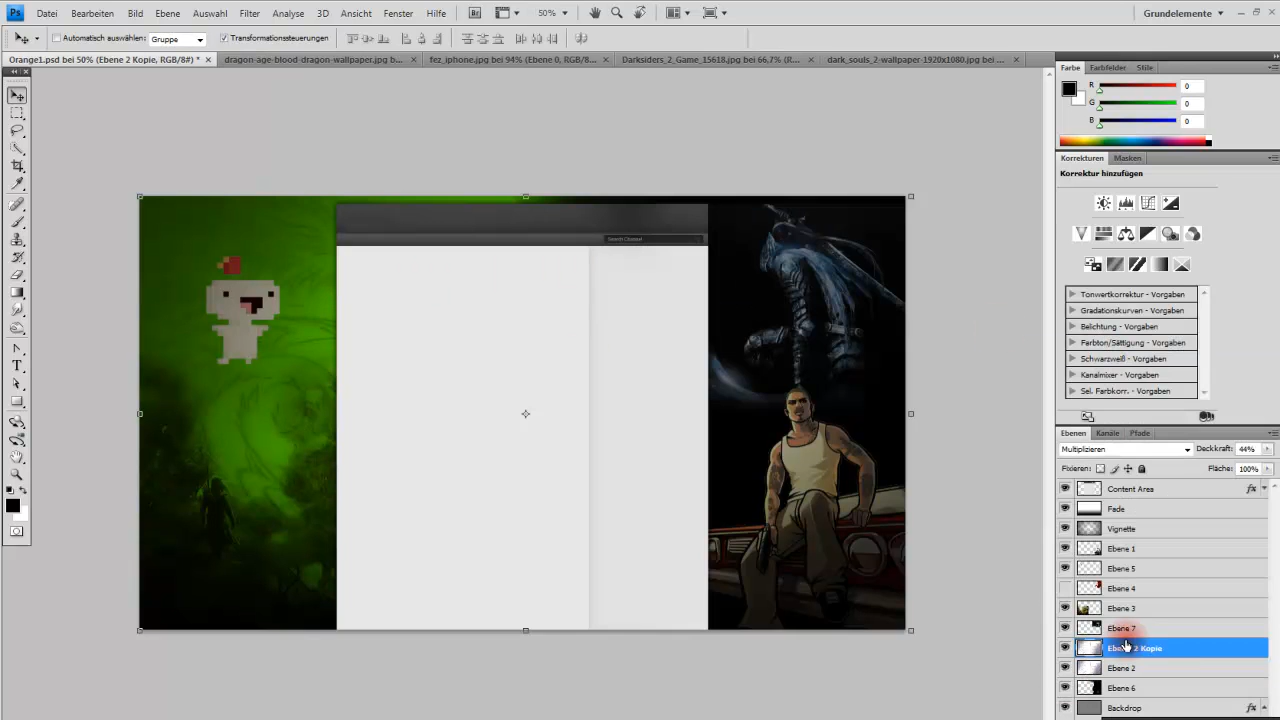 Ps Datei Bearbeiten Bild Ebene Auswahl Filter Analyse 3D Ansicht Fenster Hilfe Br 50% Grundelemente
Automatisch auswählen: Gruppe Transformationssteuerungen
Orange1.psd bei 50% (Ebene 2 Kopie, RGB/8#) * dragon-age-blood-dragon-wallpaper.jpg b... fez_iphone.jpg bei 94% (Ebene 0, RGB/8... Darksiders_2_Game_15618.jpg bei 66,7% (R... dark_souls_2-wallpaper-1920x1080.jpg bei ...
Farbe Farbfelder Stile
R 0
G 0
B 0
Korrekturen Masken
Korrektur hinzufügen
Search Channel
Tonwertkorrektur - Vorgaben
Gradationskurven - Vorgaben
Belichtung - Vorgaben
Farbton/Sättigung - Vorgaben
Schwarzweiß - Vorgaben
Kanalmixer - Vorgaben
Sel. Farbkorr. - Vorgaben
Ebenen Kanäle Pfade
Multiplizieren Deckkraft: 44%
Fixieren: Fläche: 100%
Content Area fx
Fade
Vignette
Ebene 1
Ebene 5
Ebene 4
Ebene 3
Ebene 7
2 Kopie
Ebene 2
Ebene 6
Backdrop fx